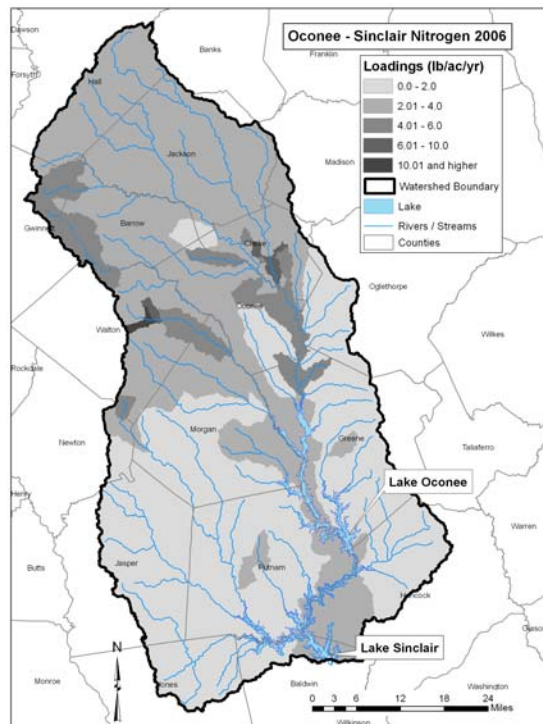 Oconee - Sinclair Nitrogen 2006
Loadings (lb/ac/yr)
0.0 - 2.0
2.01 - 4.0
4.01 - 6.0
6.01 - 10.0
10.01 and higher
Watershed Boundary
Lake
Rivers / Streams
Counties
Dawson
Banks
Franklin
Forsyth
Hall
Jackson
Madison
Gwinnett
Barrow
Clarke
Oconee
Oglethorpe
Walton
Wilkes
Rockdale
Newton
Morgan
Greene
Taliaferro
Lake Oconee
Henry
Warren
Butts
Jasper
Putnam
Hancock
N
Lake Sinclair
Monroe
Jones
Baldwin
Washington
Wilkinson
0 3 6 12 18 24
Miles